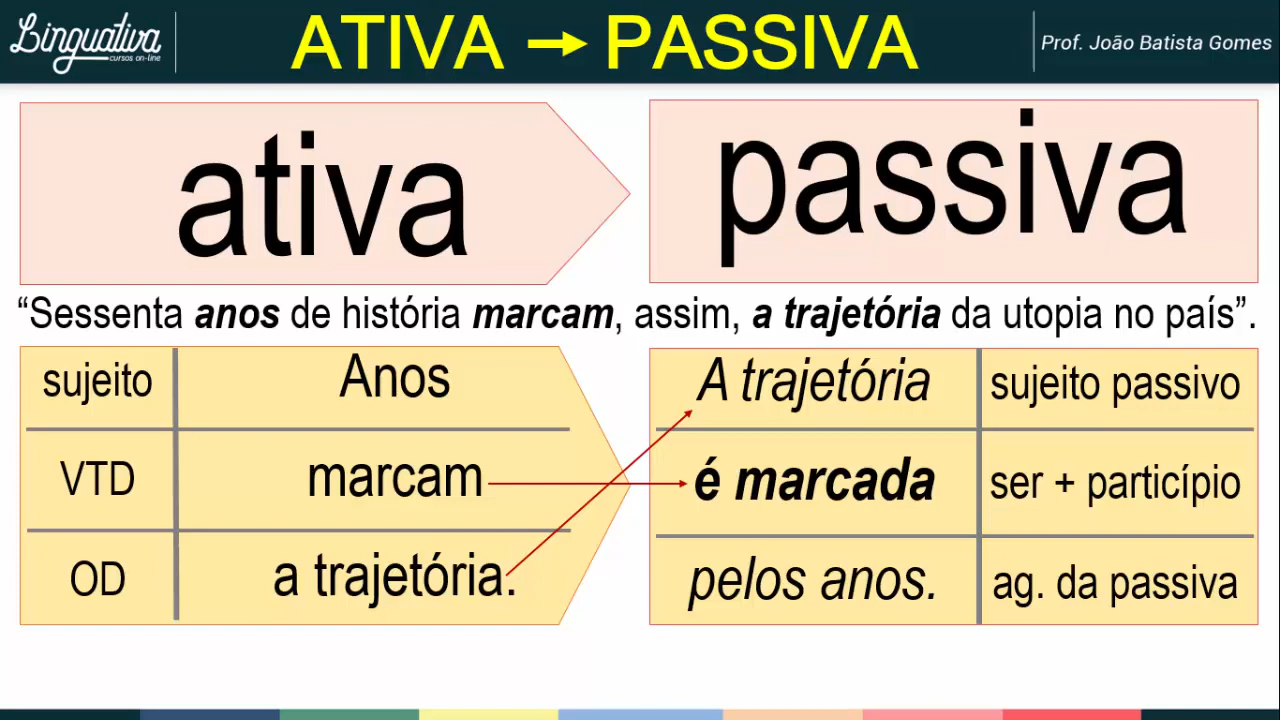 Linguativa
cursos on-line
ATIVA → PASSIVA
Prof. João Batista Gomes
ativa
passiva
“Sessenta anos de história marcam, assim, a trajetória da utopia no país”.
sujeito Anos
VTD marcam
OD a trajetória.
A trajetória sujeito passivo
é marcada ser + particípio
pelos anos. ag. da passiva